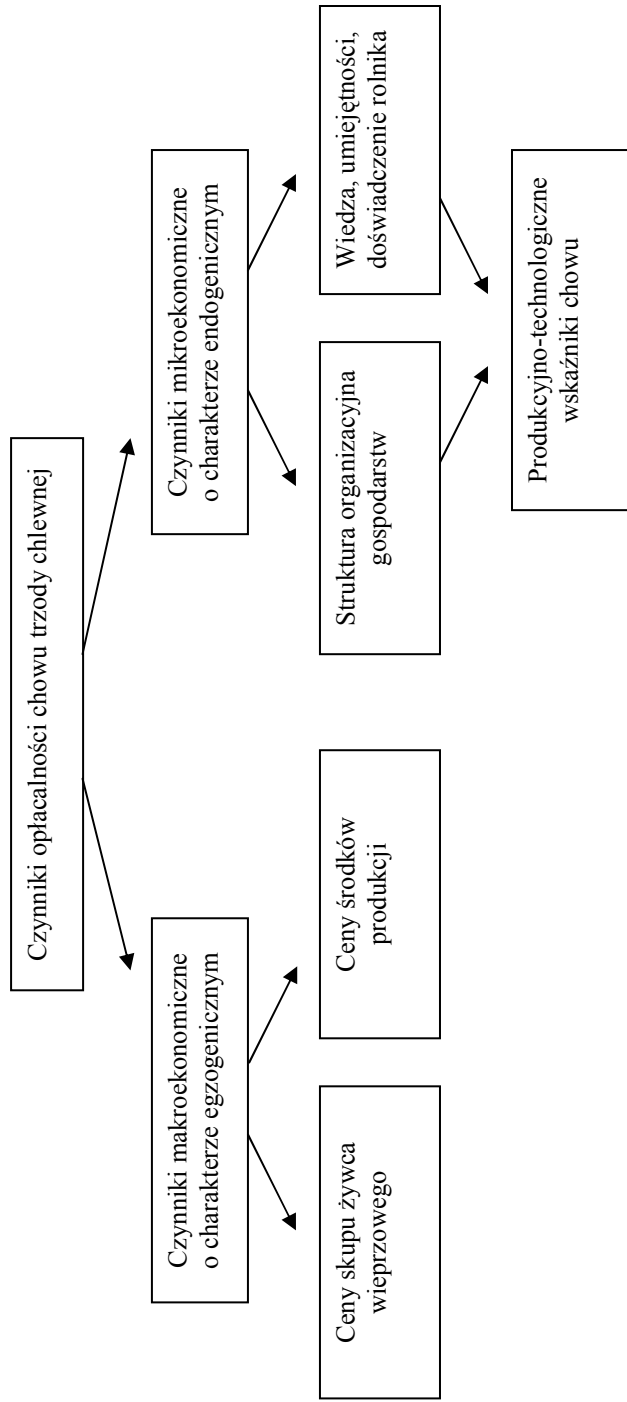 Czynniki opłacalności chowu trzody chlewnej
Czynniki makroekonomiczne
o charakterze egzogenicznym
Czynniki mikroekonomiczne
o charakterze endogenicznym
Ceny skupu żywca
wieprzowego
Ceny środków
produkcji
Struktura organizacyjna
gospodarstw
Wiedza, umiejętności,
doświadczenie rolnika
Produkcyjno-technologiczne
wskaźniki chowu